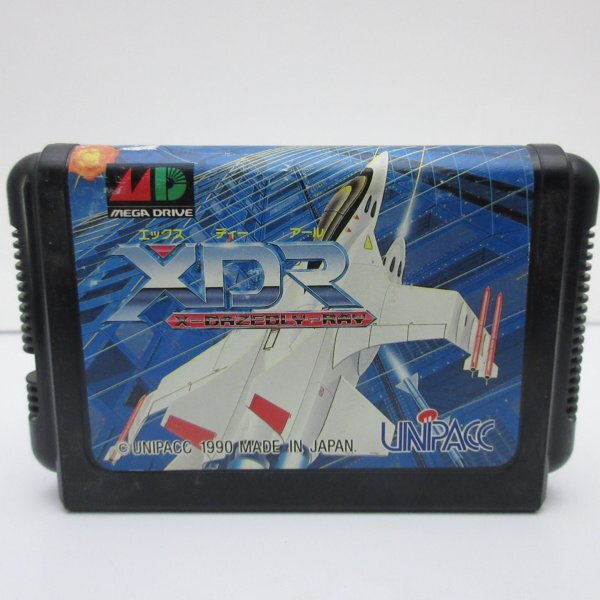 MD
MEGA DRIVE
エックス ディー アール
XDR
X-DAZEDLY-RAY
UNIPACC
© UNIPACC 1990 MADE IN JAPAN.